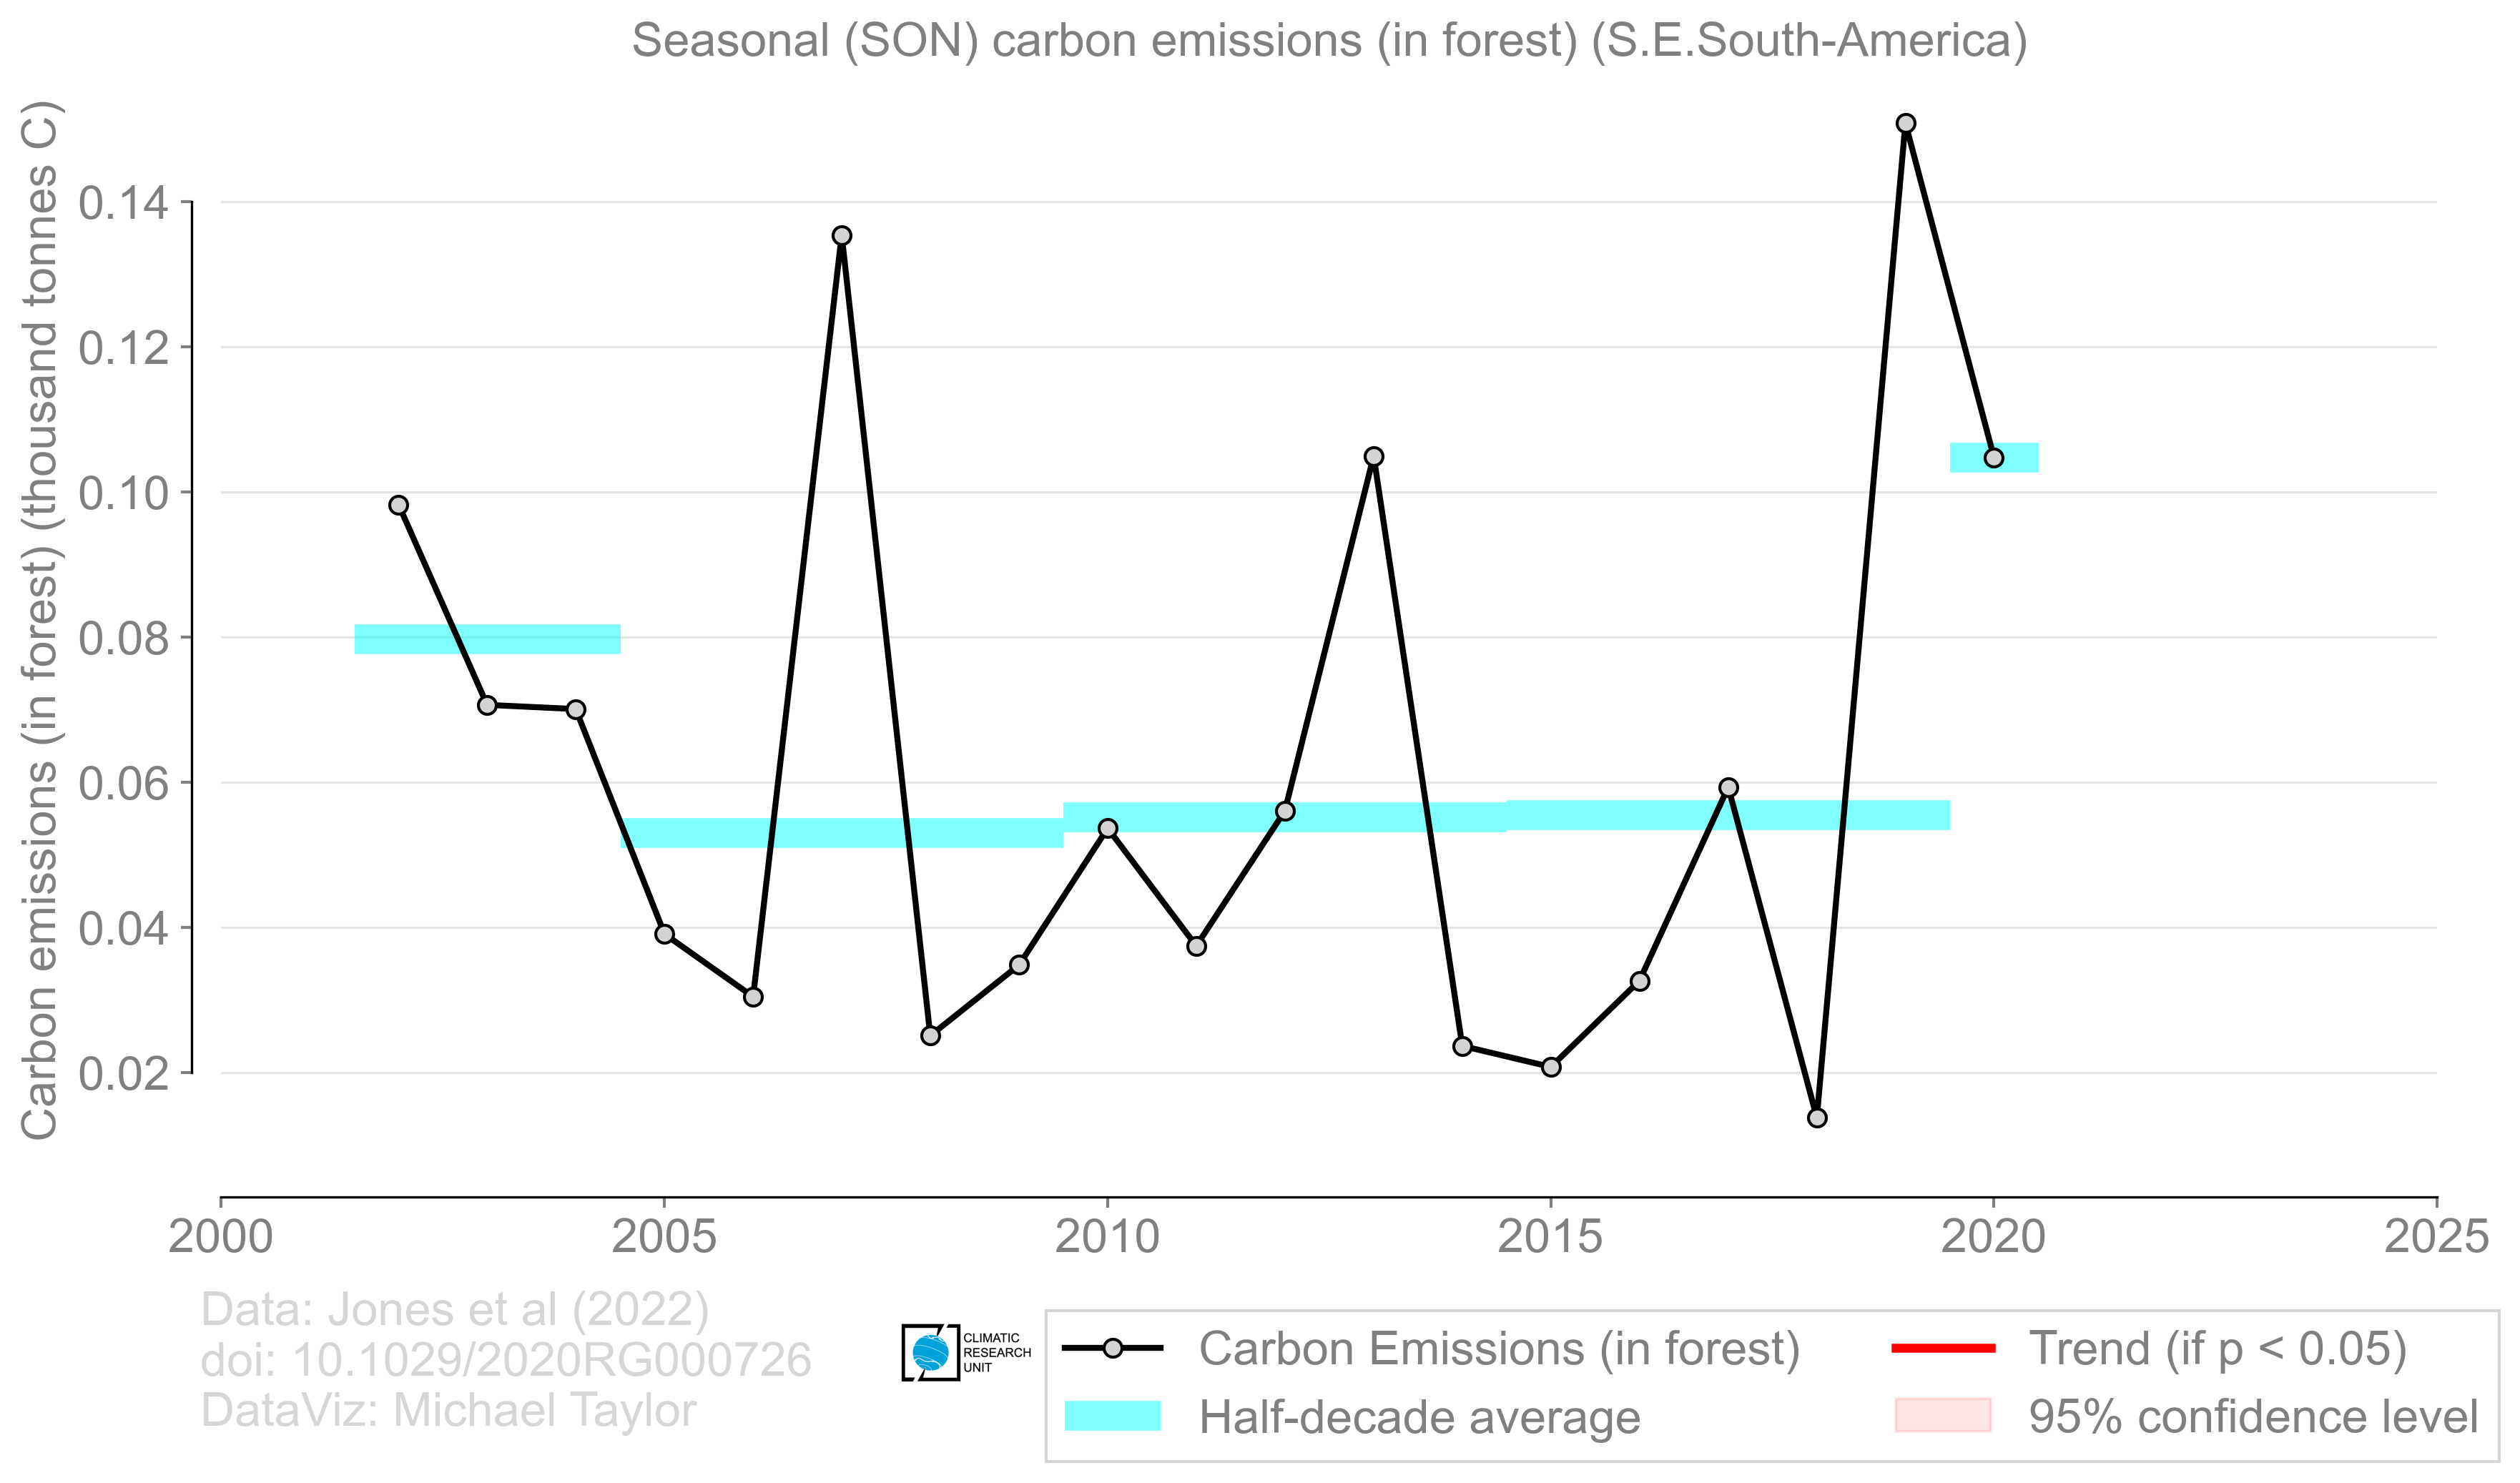 Seasonal (SON) carbon emissions (in forest) (S.E.South-America)
Carbon emissions (in forest) (thousand tonnes C)
0.14
0.12
0.10
0.08
0.06
0.04
0.02
2000
2005
2010
2015
2020
2025
Data: Jones et al (2022)
doi: 10.1029/2020RG000726
DataViz: Michael Taylor
CLIMATIC
RESEARCH
UNIT
Carbon Emissions (in forest)
Half-decade average
Trend (if p < 0.05)
95% confidence level